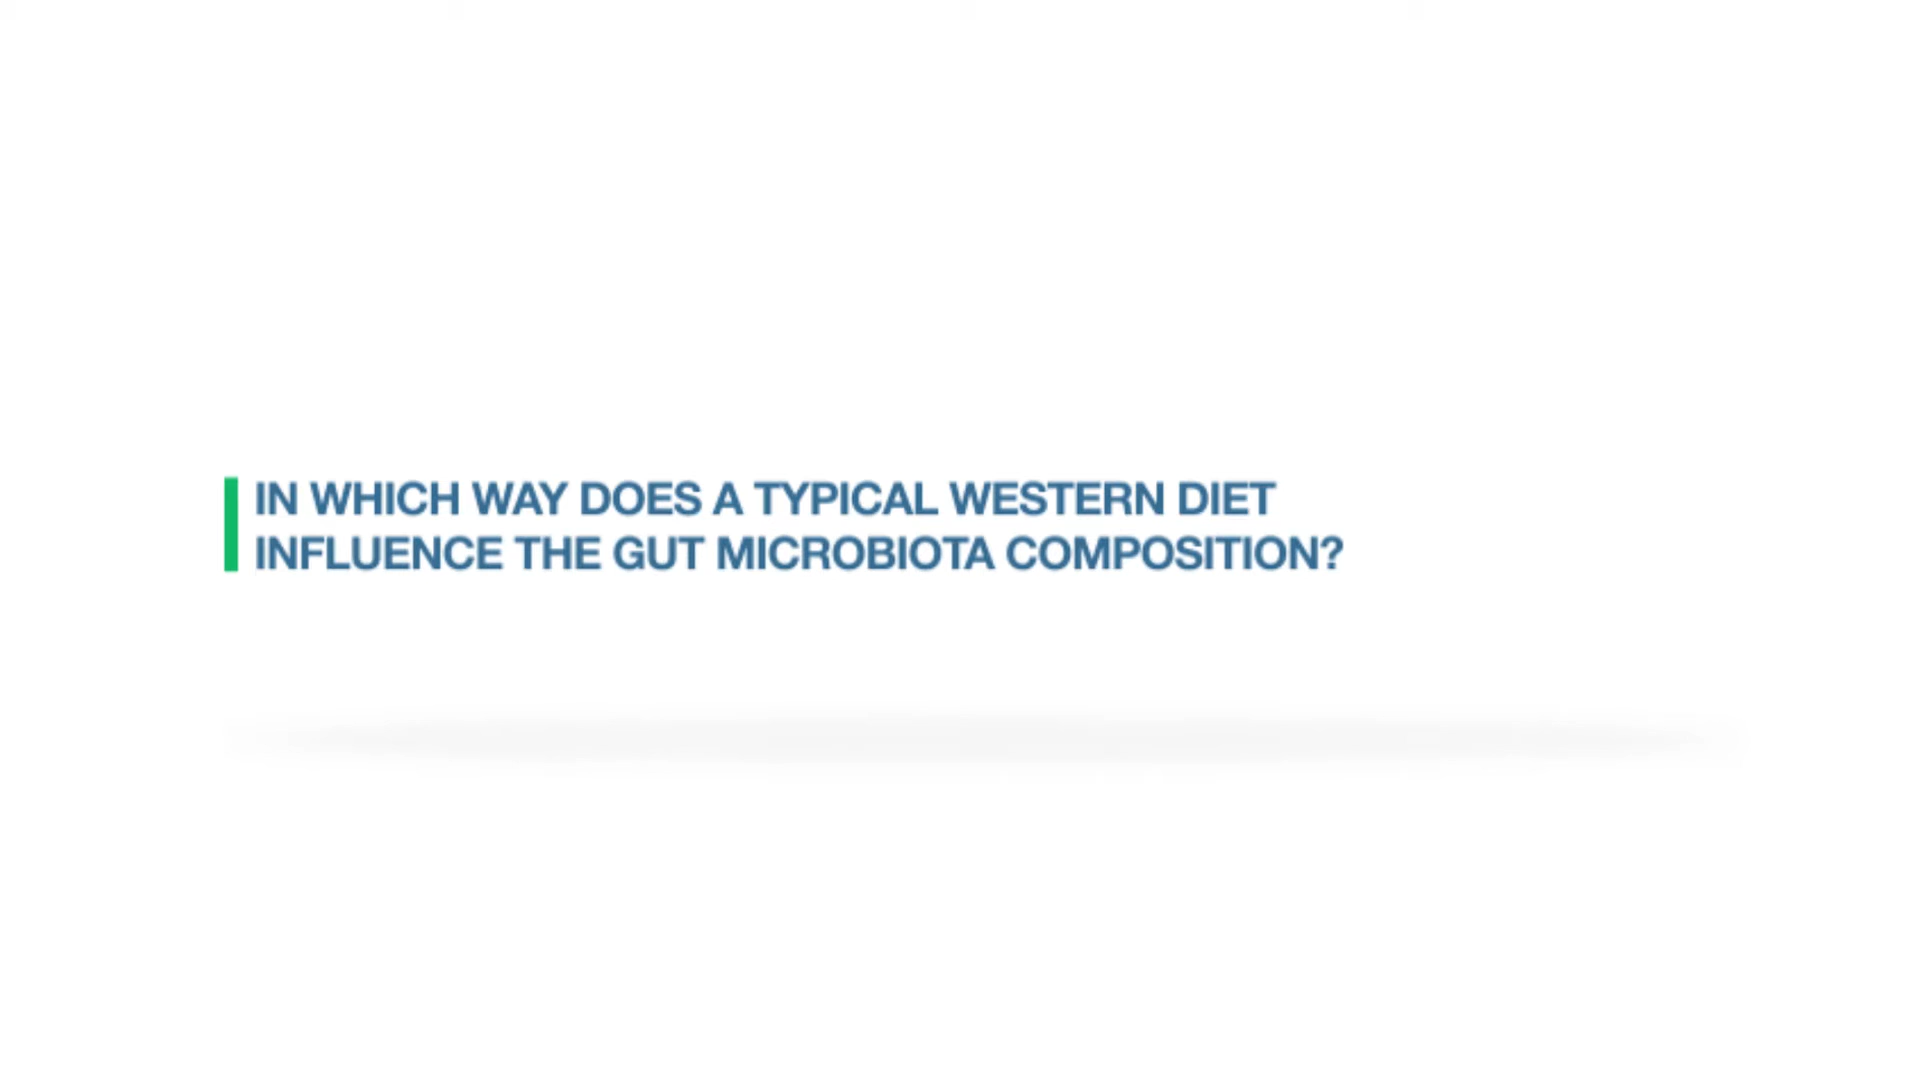 IN WHICH WAY DOES A TYPICAL WESTERN DIET
INFLUENCE THE GUT MICROBIOTA COMPOSITION?